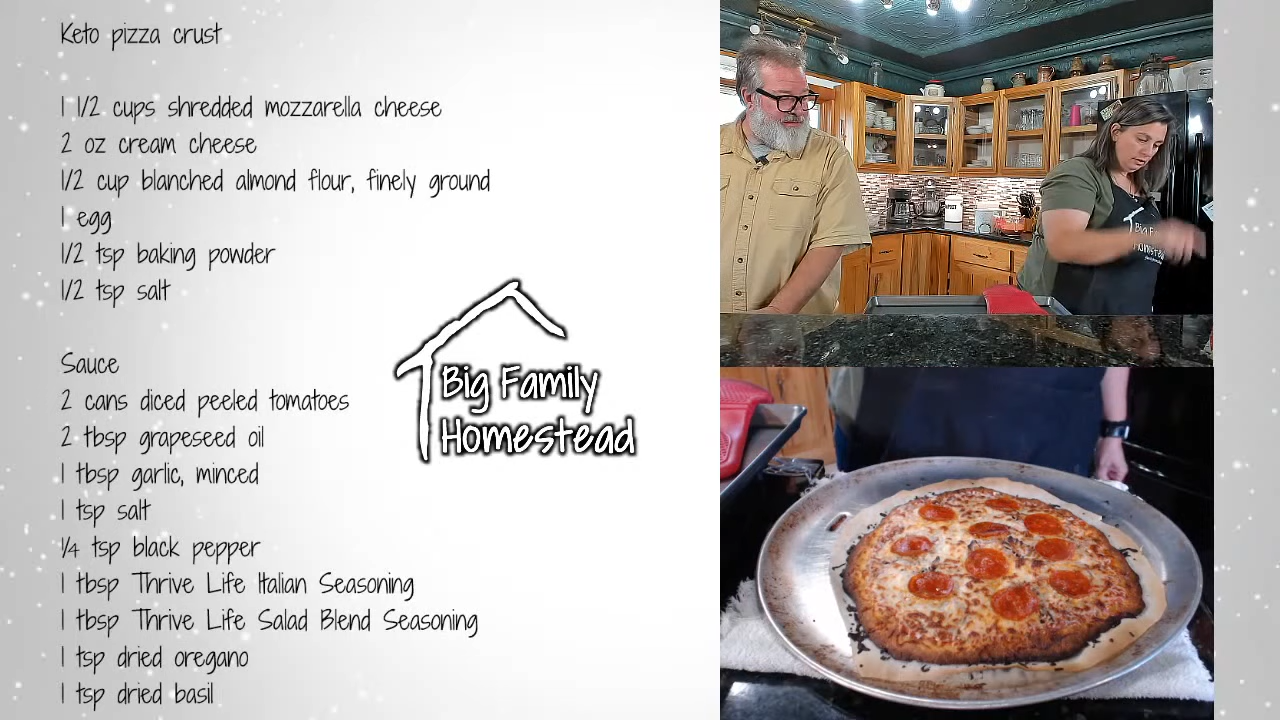 Keto pizza crust
1 1/2 cups shredded mozzarella cheese
2 oz cream cheese
1/2 cup blanched almond flour, finely ground
1 egg
1/2 tsp baking powder
1/2 tsp salt
Sauce
2 cans diced peeled tomatoes
2 tbsp grapeseed oil
1 tbsp garlic, minced
1 tsp salt
1/4 tsp black pepper
1 tbsp Thrive Life Italian Seasoning
1 tbsp Thrive Life Salad Blend Seasoning
1 tsp dried oregano
1 tsp dried basil
Big Family
Homestead